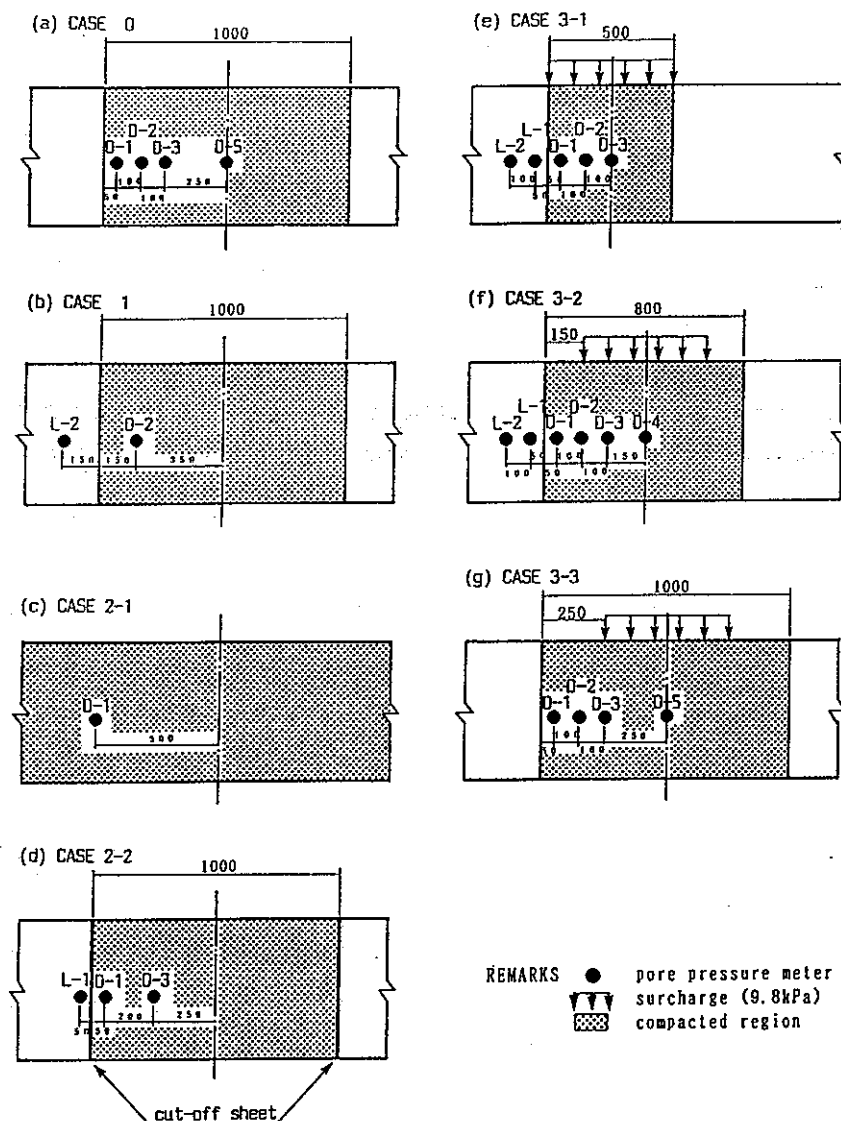 (a) CASE 0
1000
D-2
D-1
D-3
D-5
100
250
50
100
(b) CASE 1
1000
L-2
D-2
150
150
350
(c) CASE 2-1
D-1
500
(d) CASE 2-2
1000
L-1
D-1
D-3
200
250
50
50
cut-off sheet
(e) CASE 3-1
500
L-1
D-2
L-2
D-1
D-3
100
50
100
50
100
(f) CASE 3-2
800
150
L-1
D-2
L-2
D-1
D-3
D-4
50
100
150
100
50
100
(g) CASE 3-3
1000
250
D-2
D-1
D-3
D-5
100
250
50
100
REMARKS pore pressure meter
surcharge (9.8kPa)
compacted region